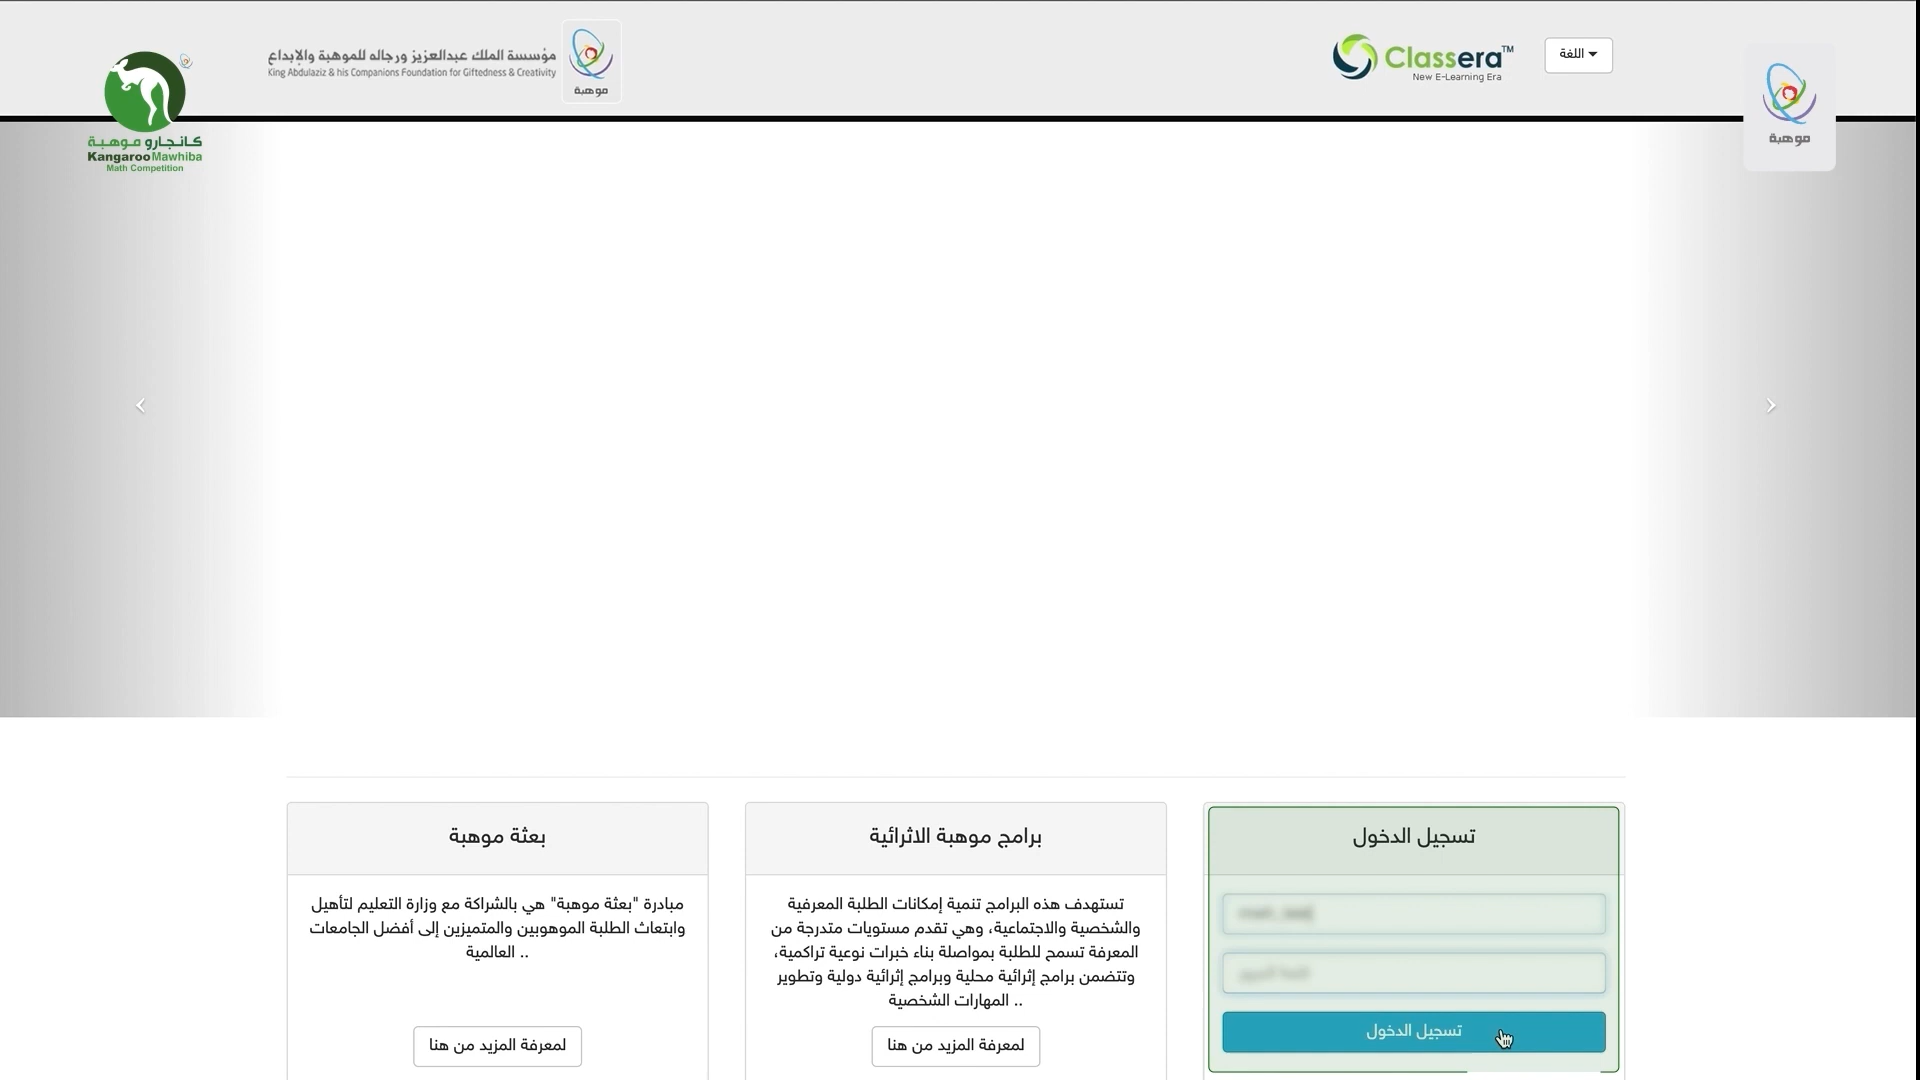 مؤسسة الملك عبدالعزيز ورجاله للموهبة والإبداع
King Abdulaziz & his Companions Foundation for Giftedness & Creativity
موهبة
Classera™
New E-Learning Era
اللغة
موهبة
كانجارو موهبة
Kangaroo Mawhiba
Math Competition
تسجيل الدخول
تسجيل الدخول
برامج موهبة الاثرائية
تستهدف هذه البرامج تنمية إمكانات الطلبة المعرفية
والشخصية والاجتماعية، وهي تقدم مستويات متدرجة من
المعرفة تسمح للطلبة بمواصلة بناء خبرات نوعية تراكمية،
وتتضمن برامج إثرائية محلية وبرامج إثرائية دولية وتطوير
المهارات الشخصية ..
لمعرفة المزيد من هنا
بعثة موهبة
مبادرة "بعثة موهبة" هي بالشراكة مع وزارة التعليم لتأهيل
وابتعاث الطلبة الموهوبين والمتميزين إلى أفضل الجامعات
العالمية ..
لمعرفة المزيد من هنا